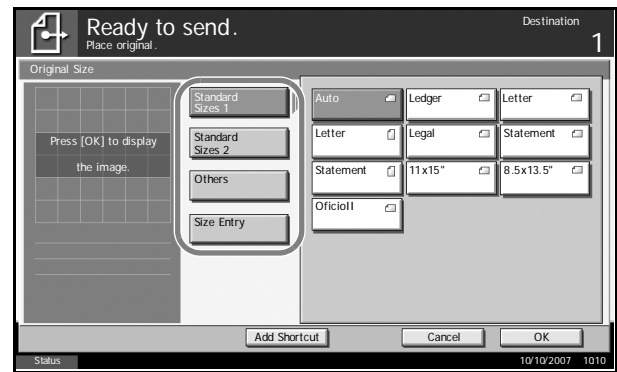 Ready to send.
Place original.
Destination
1
Original Size
Press [OK] to display
the image.
Standard
Sizes 1
Standard
Sizes 2
Others
Size Entry
Auto
Ledger
Letter
Letter
Legal
Statement
Statement
11x15"
8.5x13.5"
OficioII
Add Shortcut
Cancel
OK
Status
10/10/2007 10:10